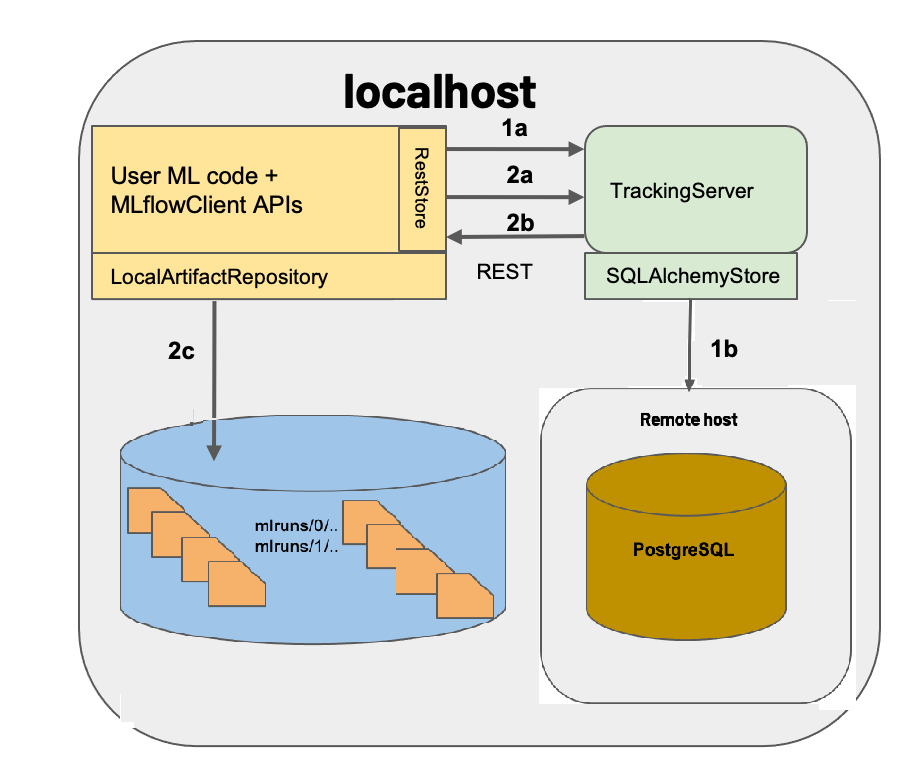 localhost
1a
User ML code +
MLflowClient APIs
RestStore
2a
TrackingServer
2b
LocalArtifactRepository
REST
SQLAlchemyStore
2c
1b
Remote host
mlruns/0/..
mlruns/1/..
PostgreSQL